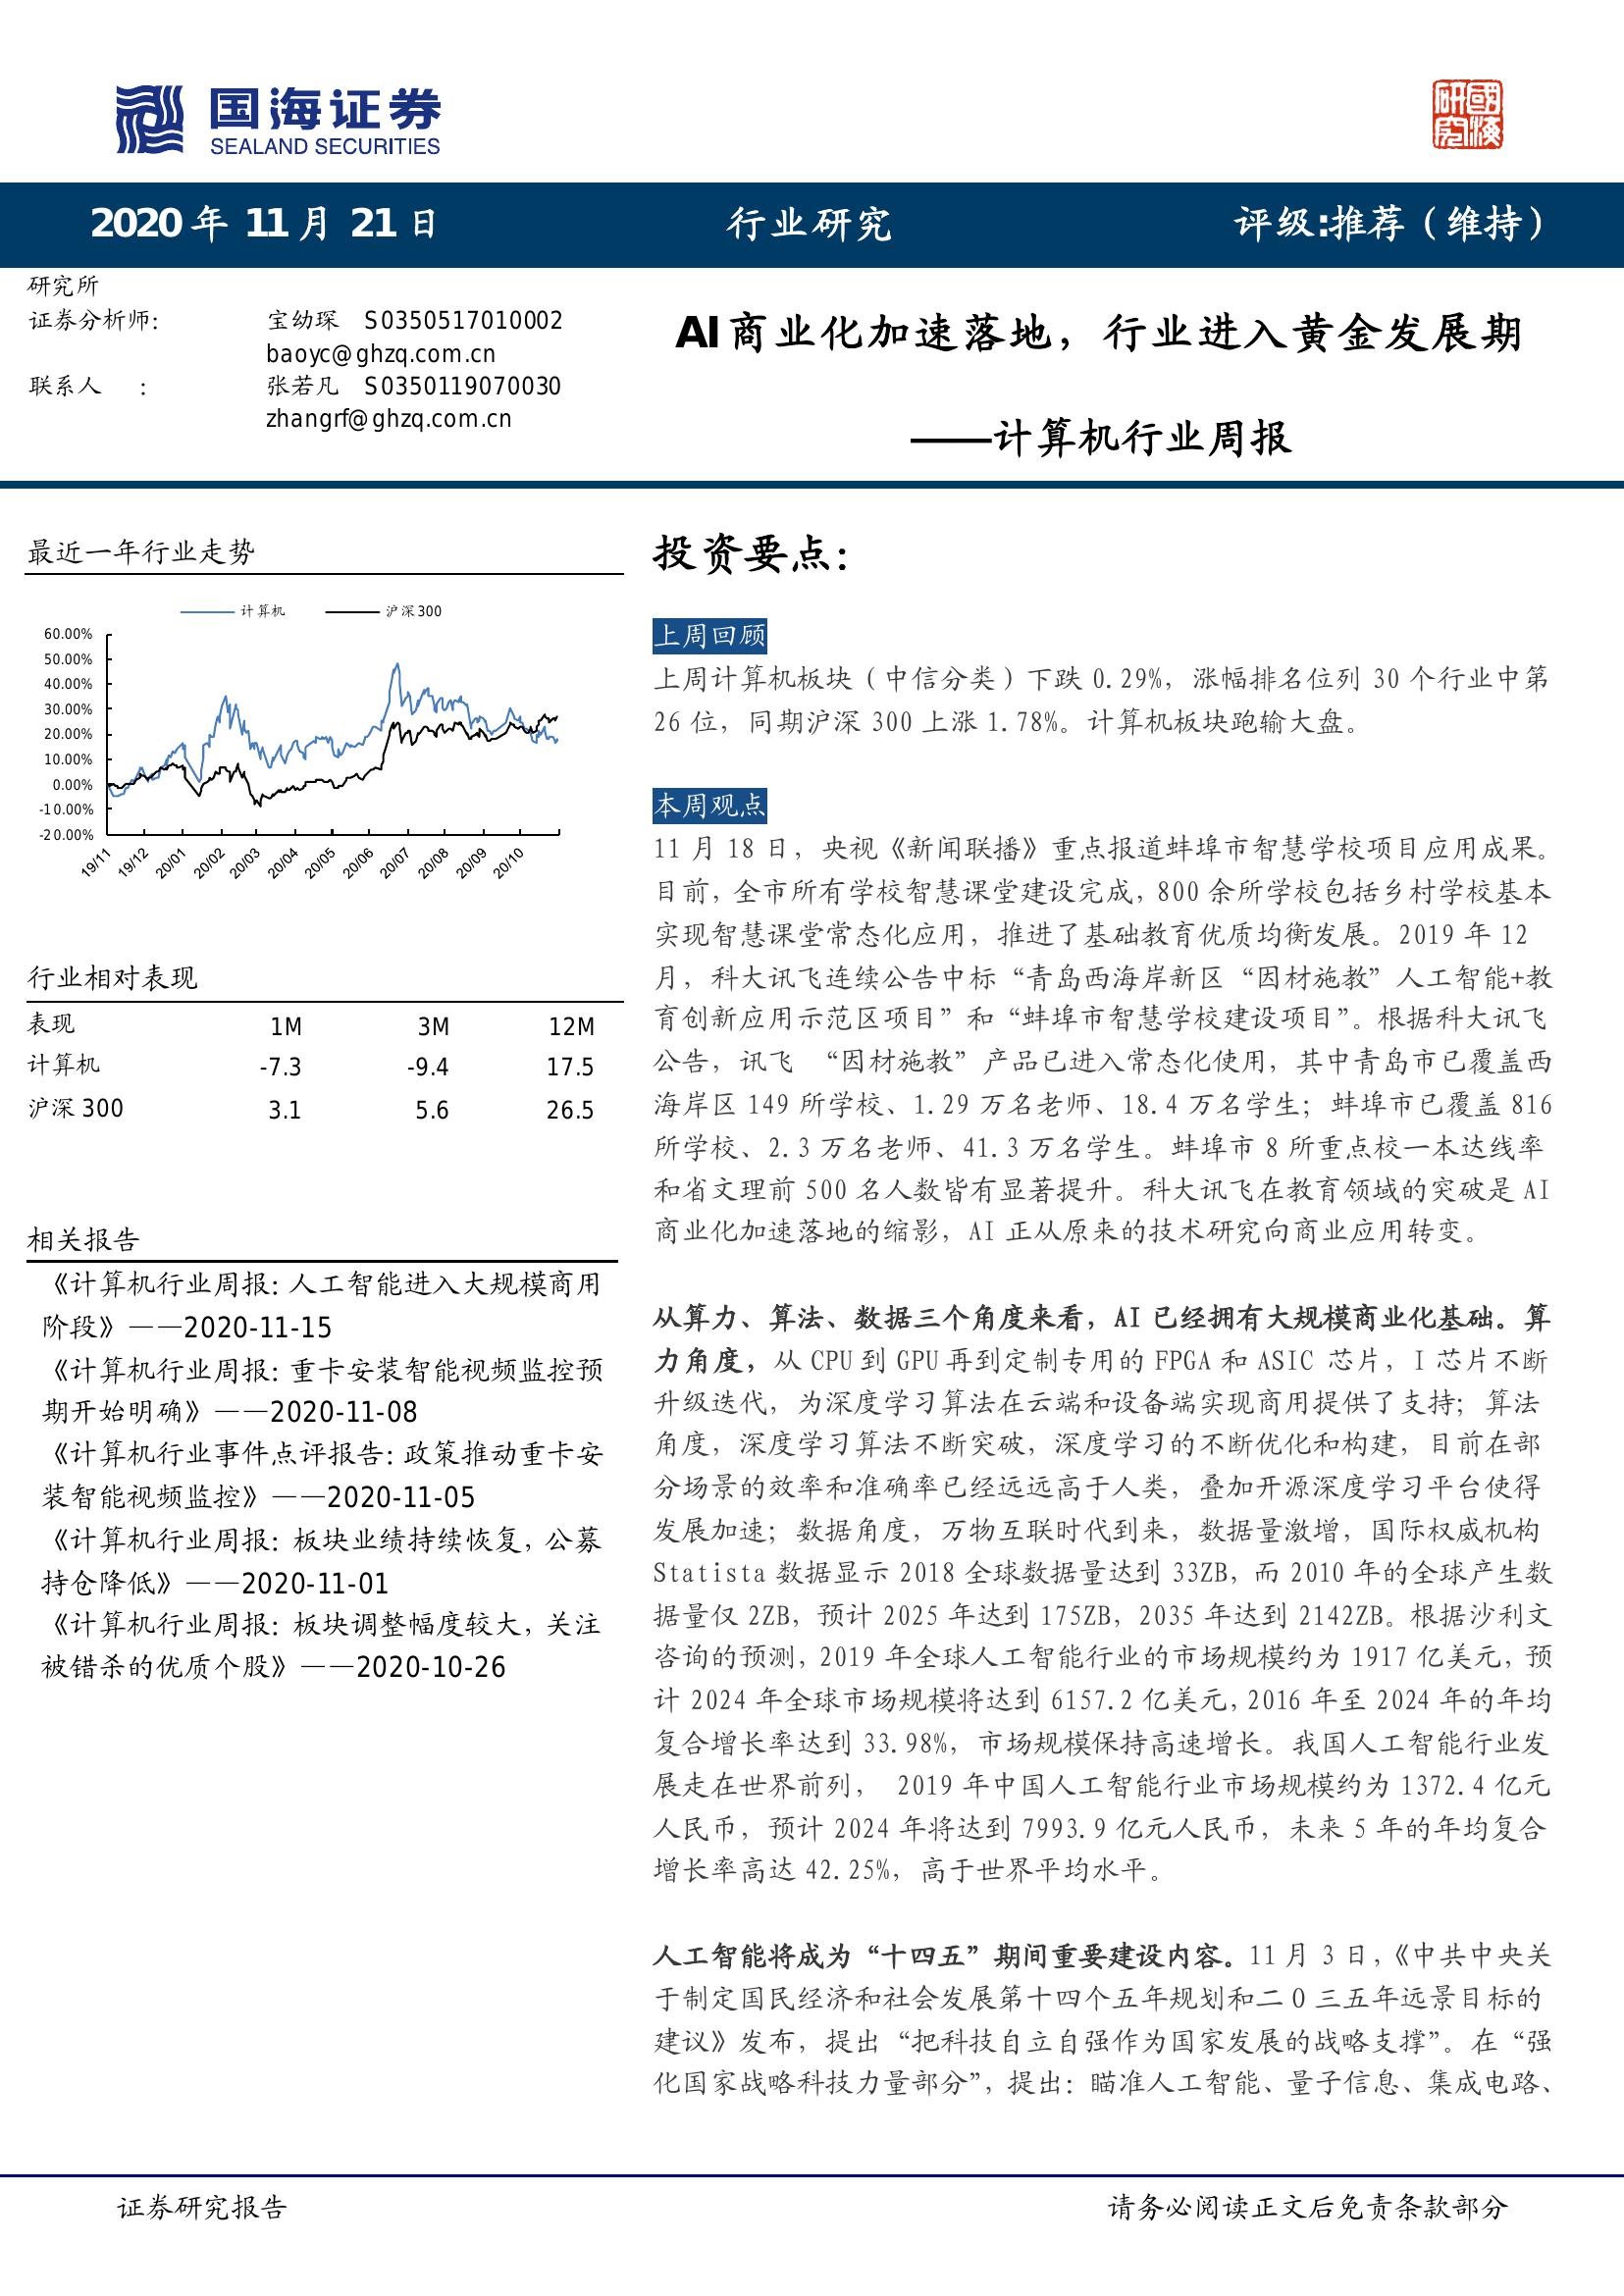 国海证券
SEALAND SECURITIES
國海研究
2020 年 11 月 21 日
行业研究
评级:推荐（维持）
研究所
证券分析师:
宝幼琛 S0350517010002
baoyc@ghzq.com.cn
联系人 :
张若凡 S0350119070030
zhangrf@ghzq.com.cn
AI 商业化加速落地，行业进入黄金发展期
——计算机行业周报
最近一年行业走势
计算机
沪深300
60.00%
50.00%
40.00%
30.00%
20.00%
10.00%
0.00%
-10.00%
-20.00%
19/11
19/12
20/01
20/02
20/03
20/04
20/05
20/06
20/07
20/08
20/09
20/10
行业相对表现
表现 1M 3M 12M
计算机 -7.3 -9.4 17.5
沪深 300 3.1 5.6 26.5
相关报告
《计算机行业周报：人工智能进入大规模商用
阶段》——2020-11-15
《计算机行业周报：重卡安装智能视频监控预
期开始明确》——2020-11-08
《计算机行业事件点评报告：政策推动重卡安
装智能视频监控》——2020-11-05
《计算机行业周报：板块业绩持续恢复，公募
持仓降低》——2020-11-01
《计算机行业周报：板块调整幅度较大，关注
被错杀的优质个股》——2020-10-26
投资要点：
上周回顾
上周计算机板块（中信分类）下跌 0.29%，涨幅排名位列 30 个行业中第
26 位，同期沪深 300 上涨 1.78%。计算机板块跑输大盘。
本周观点
11 月 18 日，央视《新闻联播》重点报道蚌埠市智慧学校项目应用成果。
目前，全市所有学校智慧课堂建设完成，800 余所学校包括乡村学校基本
实现智慧课堂常态化应用，推进了基础教育优质均衡发展。2019 年 12
月，科大讯飞连续公告中标“青岛西海岸新区“因材施教”人工智能+教
育创新应用示范区项目”和“蚌埠市智慧学校建设项目”。根据科大讯飞
公告，讯飞 “因材施教”产品已进入常态化使用，其中青岛市已覆盖西
海岸区 149 所学校、1.29 万名老师、18.4 万名学生；蚌埠市已覆盖 816
所学校、2.3 万名老师、41.3 万名学生。蚌埠市 8 所重点校一本达线率
和省文理前 500 名人数皆有显著提升。科大讯飞在教育领域的突破是 AI
商业化加速落地的缩影，AI 正从原来的技术研究向商业应用转变。
从算力、算法、数据三个角度来看，AI 已经拥有大规模商业化基础。算
力角度，从 CPU 到 GPU 再到定制专用的 FPGA 和 ASIC 芯片，I 芯片不断
升级迭代，为深度学习算法在云端和设备端实现商用提供了支持；算法
角度，深度学习算法不断突破，深度学习的不断优化和构建，目前在部
分场景的效率和准确率已经远远高于人类，叠加开源深度学习平台使得
发展加速；数据角度，万物互联时代到来，数据量激增，国际权威机构
Statista 数据显示 2018 全球数据量达到 33ZB，而 2010 年的全球产生数
据量仅 2ZB，预计 2025 年达到 175ZB，2035 年达到 2142ZB。根据沙利文
咨询的预测，2019 年全球人工智能行业的市场规模约为 1917 亿美元，预
计 2024 年全球市场规模将达到 6157.2 亿美元，2016 年至 2024 年的年均
复合增长率达到 33.98%，市场规模保持高速增长。我国人工智能行业发
展走在世界前列， 2019 年中国人工智能行业市场规模约为 1372.4 亿元
人民币，预计 2024 年将达到 7993.9 亿元人民币，未来 5 年的年均复合
增长率高达 42.25%，高于世界平均水平。
人工智能将成为“十四五”期间重要建设内容。11 月 3 日，《中共中央关
于制定国民经济和社会发展第十四个五年规划和二 0 三五年远景目标的
建议》发布，提出“把科技自立自强作为国家发展的战略支撑”。在“强
化国家战略科技力量部分”，提出：瞄准人工智能、量子信息、集成电路、
证券研究报告
请务必阅读正文后免责条款部分